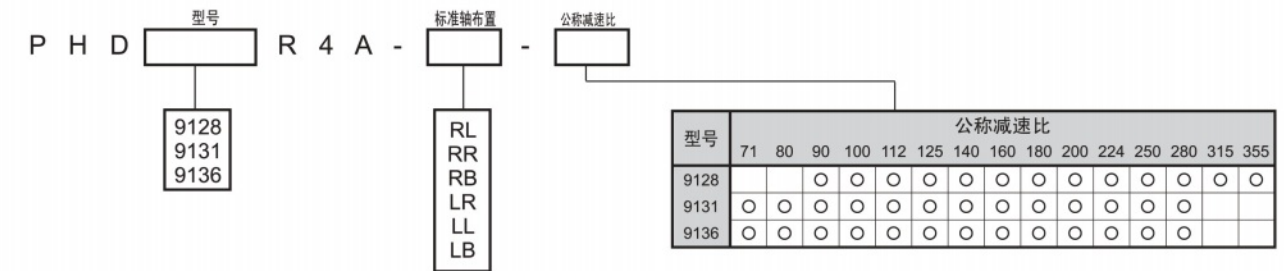 型号 标准轴布置 公称减速比
P H D R 4 A - -
9128
9131
9136
RL
RR
RB
LR
LL
LB
型号 公称减速比
71 80 90 100 112 125 140 160 180 200 224 250 280 315 355
9128 ○ ○ ○ ○ ○ ○ ○ ○ ○ ○ ○ ○ ○
9131 ○ ○ ○ ○ ○ ○ ○ ○ ○ ○ ○ ○ ○
9136 ○ ○ ○ ○ ○ ○ ○ ○ ○ ○ ○ ○ ○